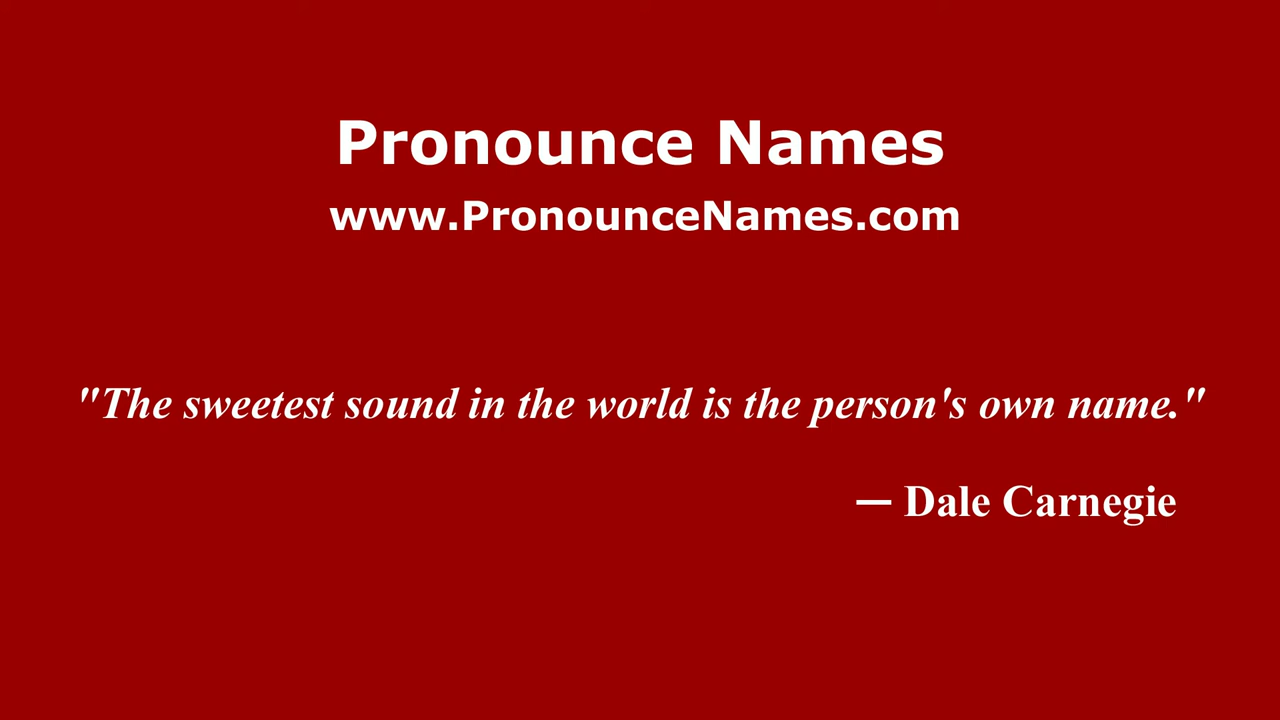 Pronounce Names
www.PronounceNames.com
"The sweetest sound in the world is the person's own name."
— Dale Carnegie